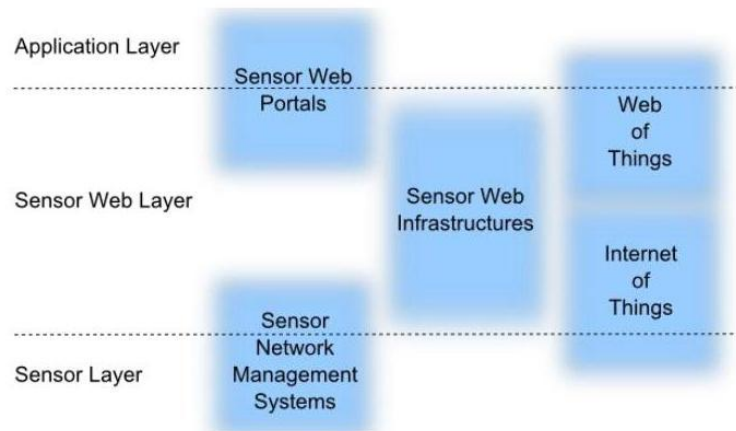 Application Layer
Sensor Web
Portals
Web
of
Things
Sensor Web Layer
Sensor Web
Infrastructures
Internet
of
Things
Sensor
Network
Management
Systems
Sensor Layer